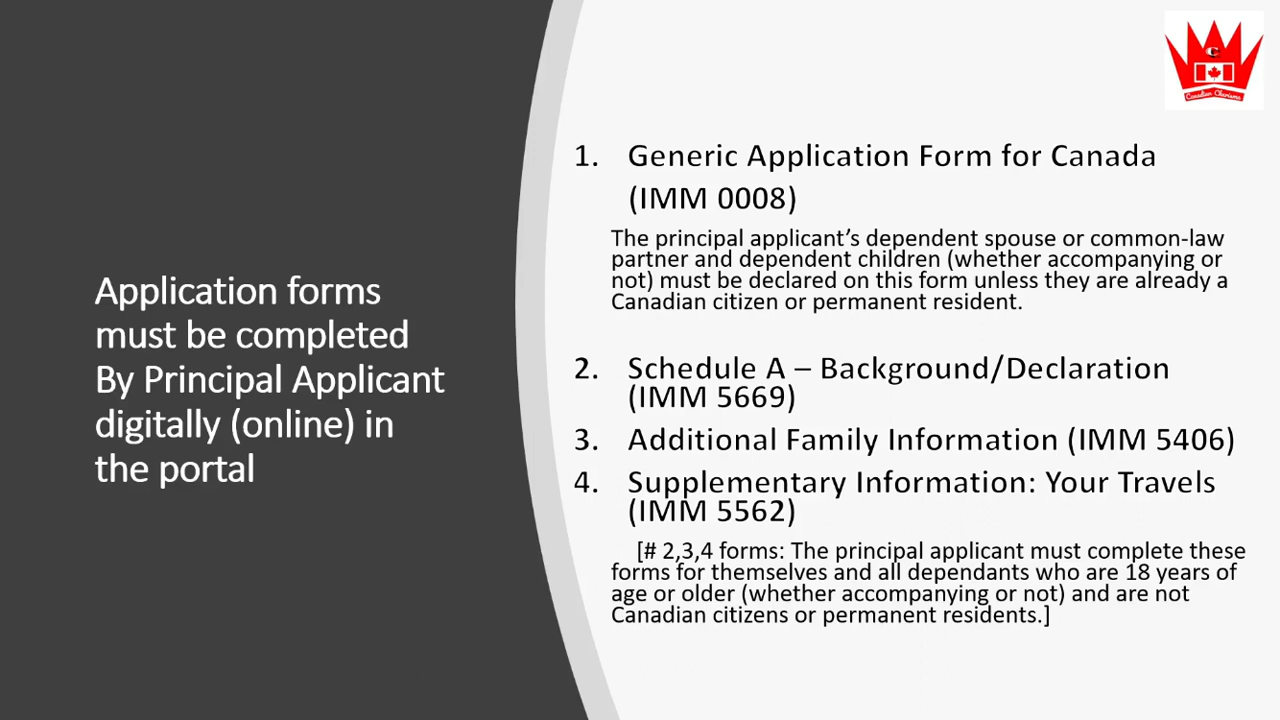 Application forms
must be completed
By Principal Applicant
digitally (online) in
the portal
C
Canadian Charisma
1. Generic Application Form for Canada
(IMM 0008)
The principal applicant’s dependent spouse or common-law
partner and dependent children (whether accompanying or
not) must be declared on this form unless they are already a
Canadian citizen or permanent resident.
2. Schedule A – Background/Declaration
(IMM 5669)
3. Additional Family Information (IMM 5406)
4. Supplementary Information: Your Travels
(IMM 5562)
[# 2,3,4 forms: The principal applicant must complete these
forms for themselves and all dependants who are 18 years of
age or older (whether accompanying or not) and are not
Canadian citizens or permanent residents.]